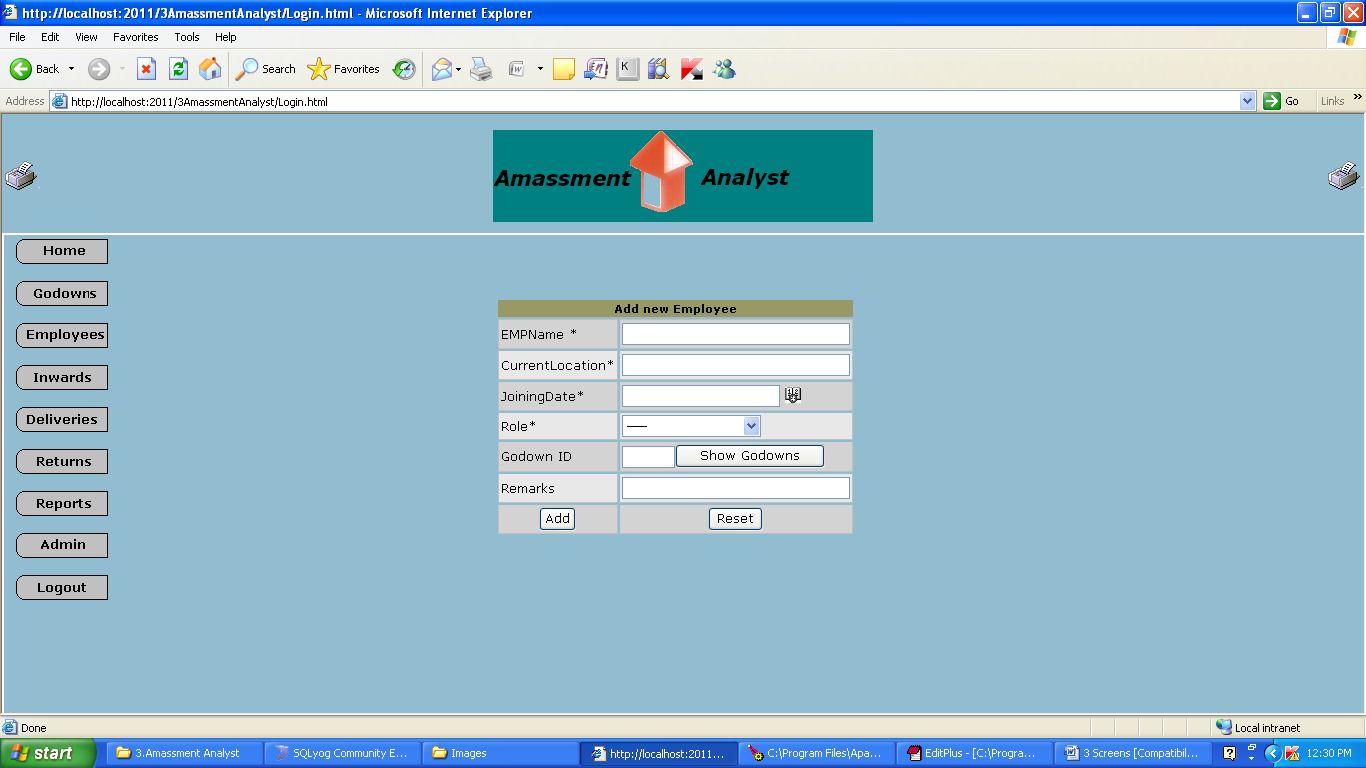 http://localhost:2011/3AmassmentAnalyst/Login.html - Microsoft Internet Explorer
File Edit View Favorites Tools Help
Back Search Favorites
Address http://localhost:2011/3AmassmentAnalyst/Login.html Go Links »
Amassment Analyst
Home
Godowns
Employees
Inwards
Deliveries
Returns
Reports
Admin
Logout
Add new Employee
EMPName *
CurrentLocation*
JoiningDate*
Role* -----
Godown ID Show Godowns
Remarks
Add Reset
Done Local intranet
start 3.Amassment Analyst SQLyog Community E... Images http://localhost:2011... C:\Program Files\Apa... EditPlus - [C:\Progra... 3 Screens [Compatibil... 12:30 PM